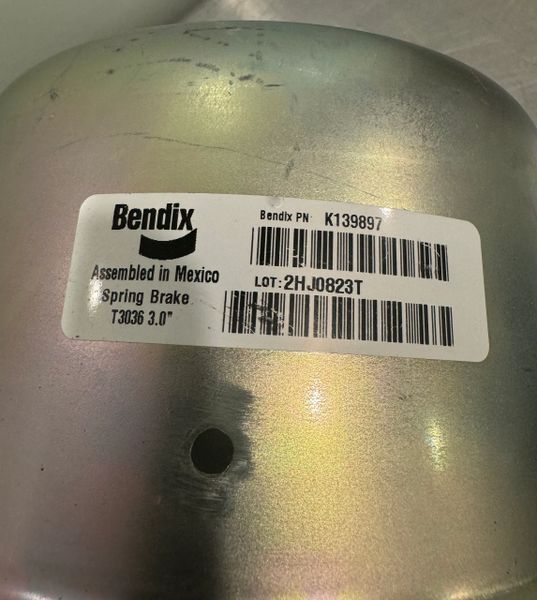 Bendix
Assembled in Mexico
Spring Brake
T3036 3.0"
Bendix PN: K139897
LOT: 2HJ0823T